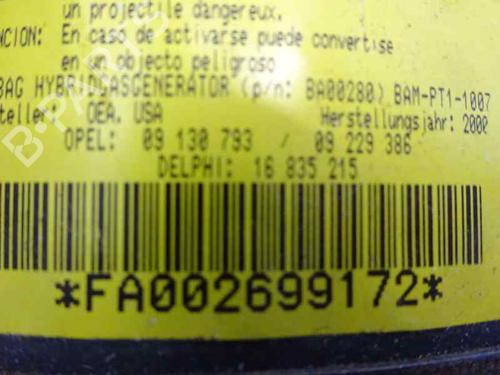 un projectile dangereux.
NCION: En caso de activarse puede convertise
en un objecto peligroso
BAG HYBRIDGASGENERATOR (p/n: BA00280) BAM-PT1-1007
teller: OEA. USA Herstellungsjahr: 2000
OPEL: 09 130 793 / 09 229 386
DELPHI: 16 835 215
*FA002699172*